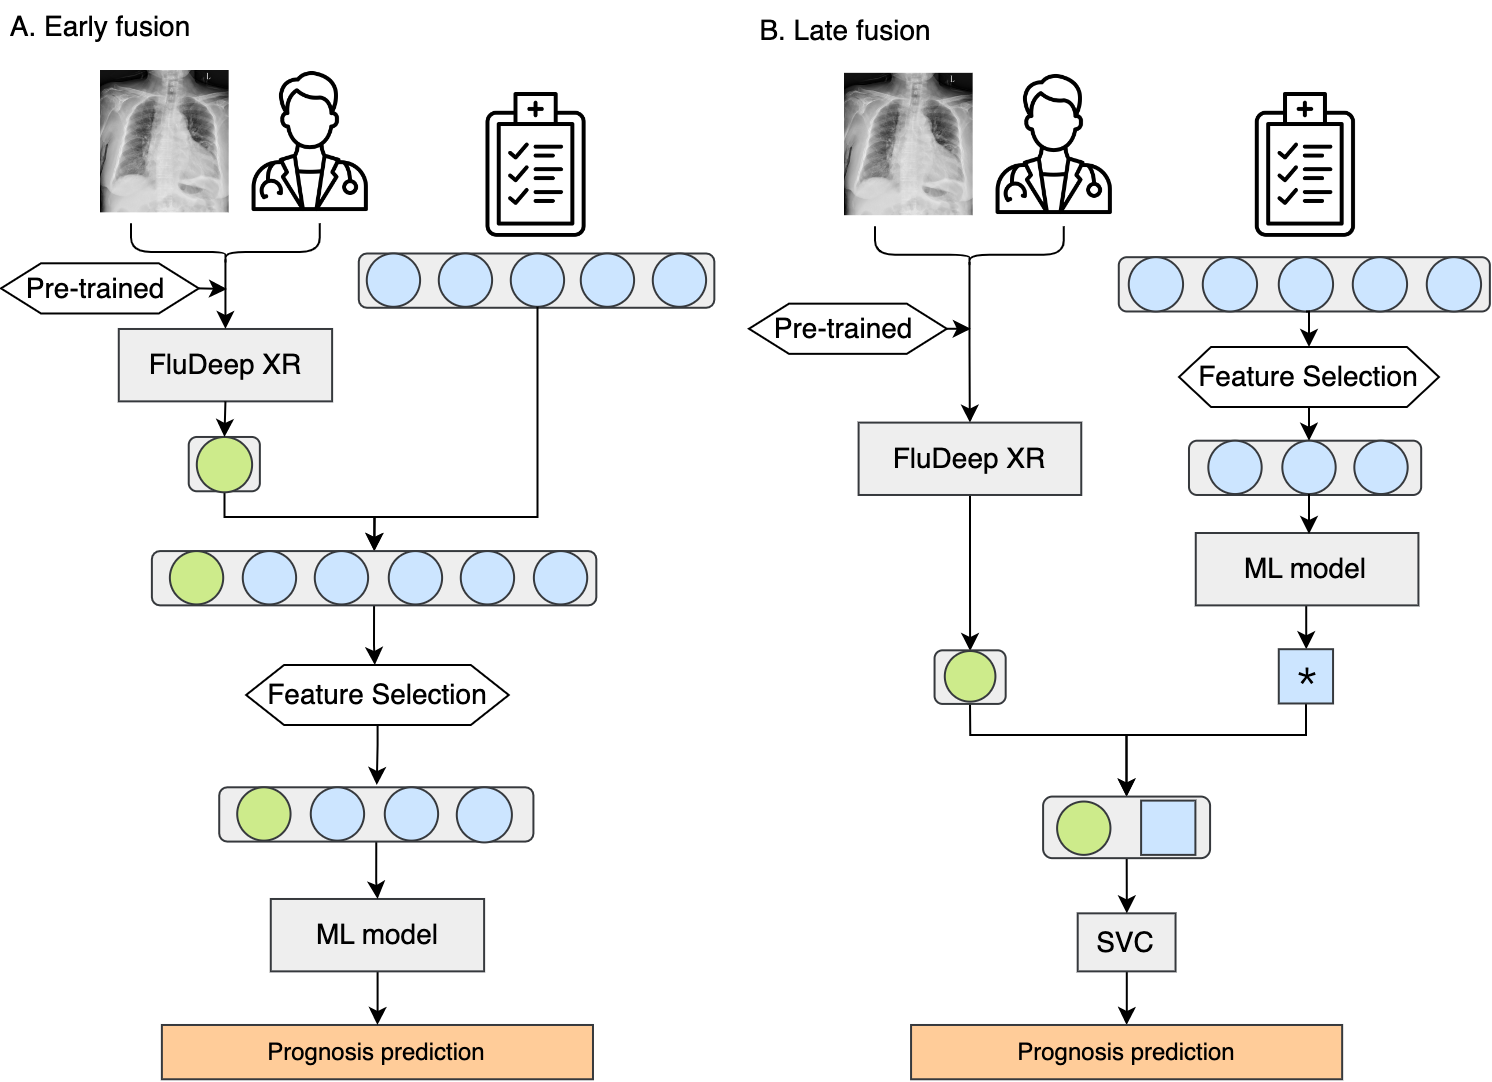 A. Early fusion
L
Pre-trained
FluDeep XR
Feature Selection
ML model
Prognosis prediction
B. Late fusion
L
Pre-trained
FluDeep XR
Feature Selection
ML model
*
SVC
Prognosis prediction